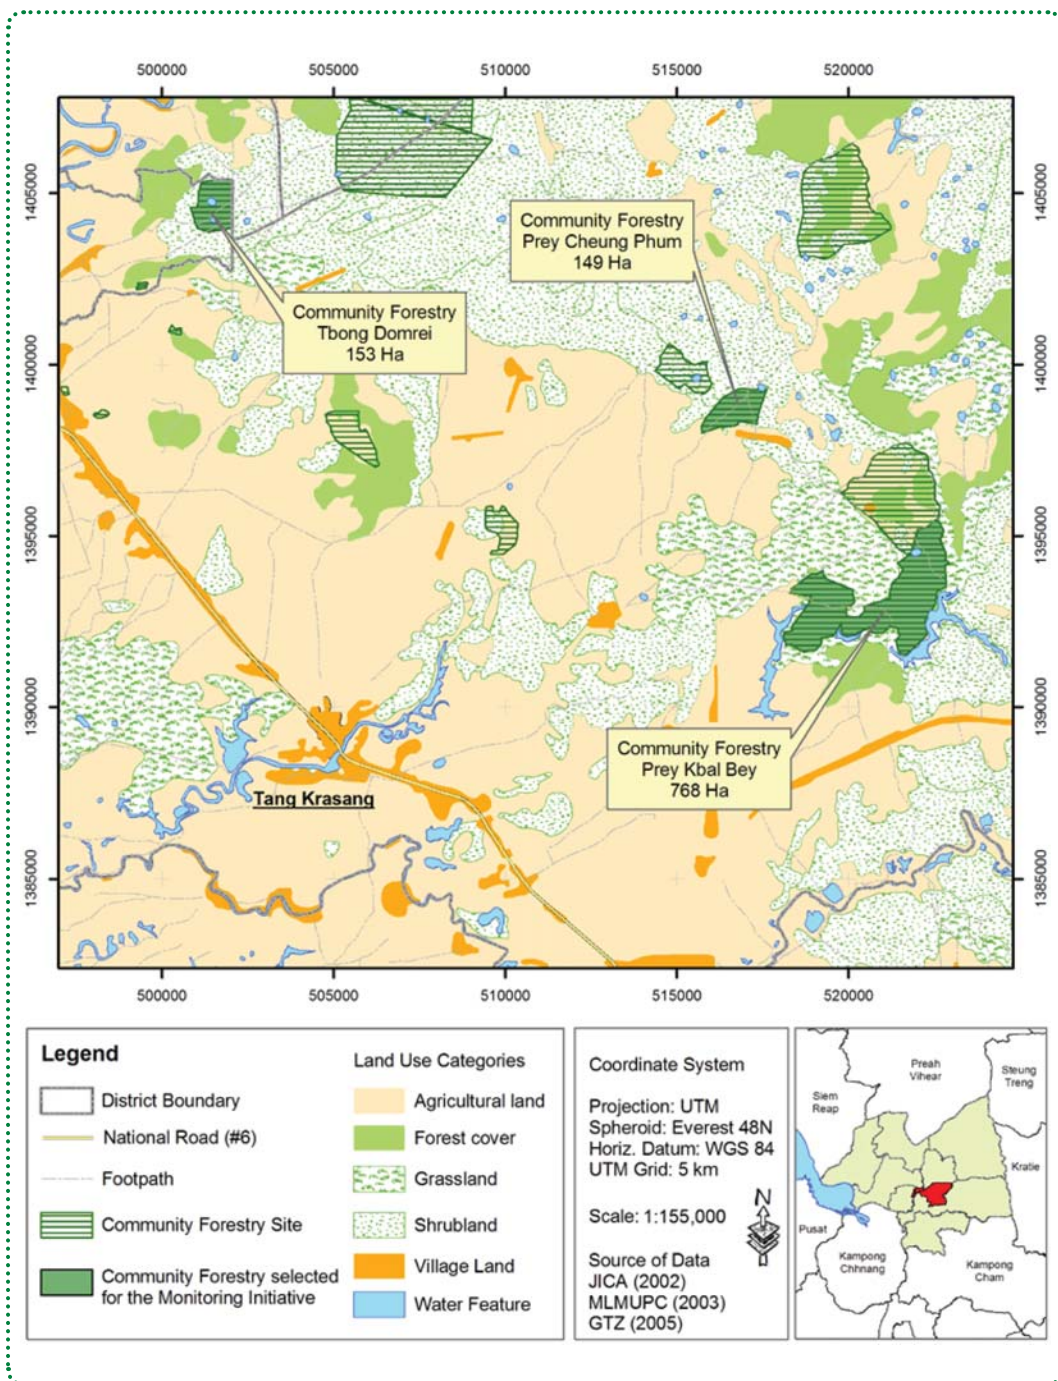 500000
505000
510000
515000
520000
1405000
1400000
1395000
1390000
1385000
1405000
1400000
1395000
1390000
1385000
Community Forestry
Prey Cheung Phum
149 Ha
Community Forestry
Tbong Domrei
153 Ha
Community Forestry
Prey Kbal Bey
768 Ha
Tang Krasang
500000
505000
510000
515000
520000
Legend
District Boundary
National Road (#6)
Footpath
Community Forestry Site
Community Forestry selected
for the Monitoring Initiative
Land Use Categories
Agricultural land
Forest cover
Grassland
Shrubland
Village Land
Water Feature
Coordinate System
Projection: UTM
Spheroid: Everest 48N
Horiz. Datum: WGS 84
UTM Grid: 5 km
Scale: 1:155,000
N
Source of Data
JICA (2002)
MLMUPC (2003)
GTZ (2005)
Preah
Vihear
Steung
Treng
Siem
Reap
Kratie
Pusat
Kampong
Chhnang
Kampong
Cham